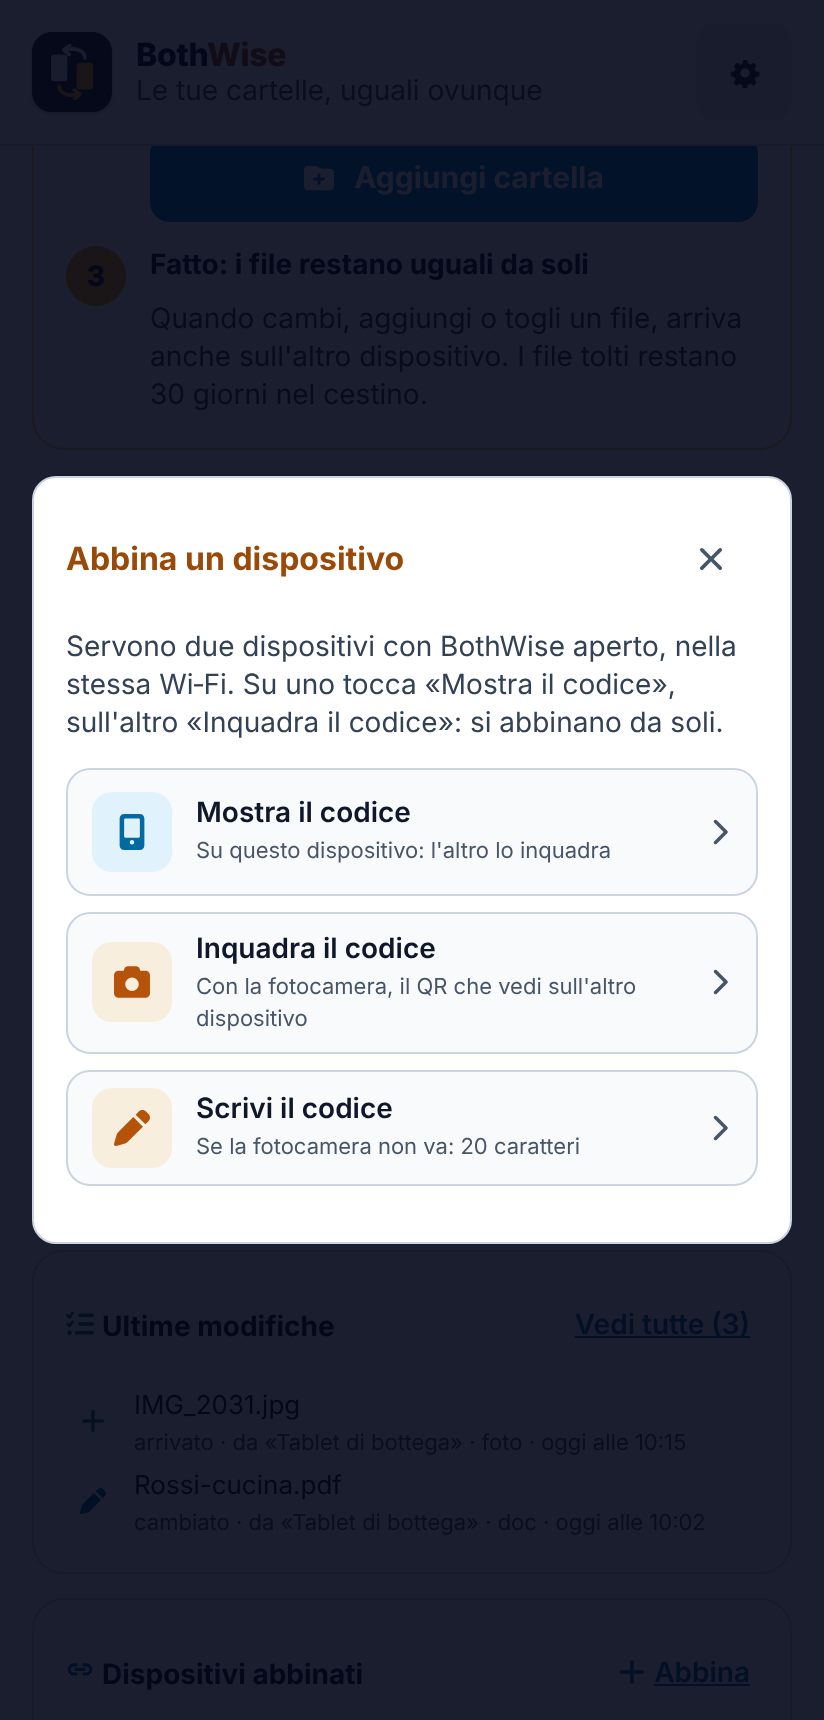 BothWise
Le tue cartelle, uguali ovunque
Aggiungi cartella
3
Fatto: i file restano uguali da soli
Quando cambi, aggiungi o togli un file, arriva
anche sull'altro dispositivo. I file tolti restano
30 giorni nel cestino.
Abbina un dispositivo
Servono due dispositivi con BothWise aperto, nella
stessa Wi-Fi. Su uno tocca «Mostra il codice»,
sull'altro «Inquadra il codice»: si abbinano da soli.
Mostra il codice
Su questo dispositivo: l'altro lo inquadra
Inquadra il codice
Con la fotocamera, il QR che vedi sull'altro
dispositivo
Scrivi il codice
Se la fotocamera non va: 20 caratteri
Ultime modifiche
Vedi tutte (3)
IMG_2031.jpg
arrivato · da «Tablet di bottega» · foto · oggi alle 10:15
Rossi-cucina.pdf
cambiato · da «Tablet di bottega» · doc · oggi alle 10:02
Dispositivi abbinati
Abbina